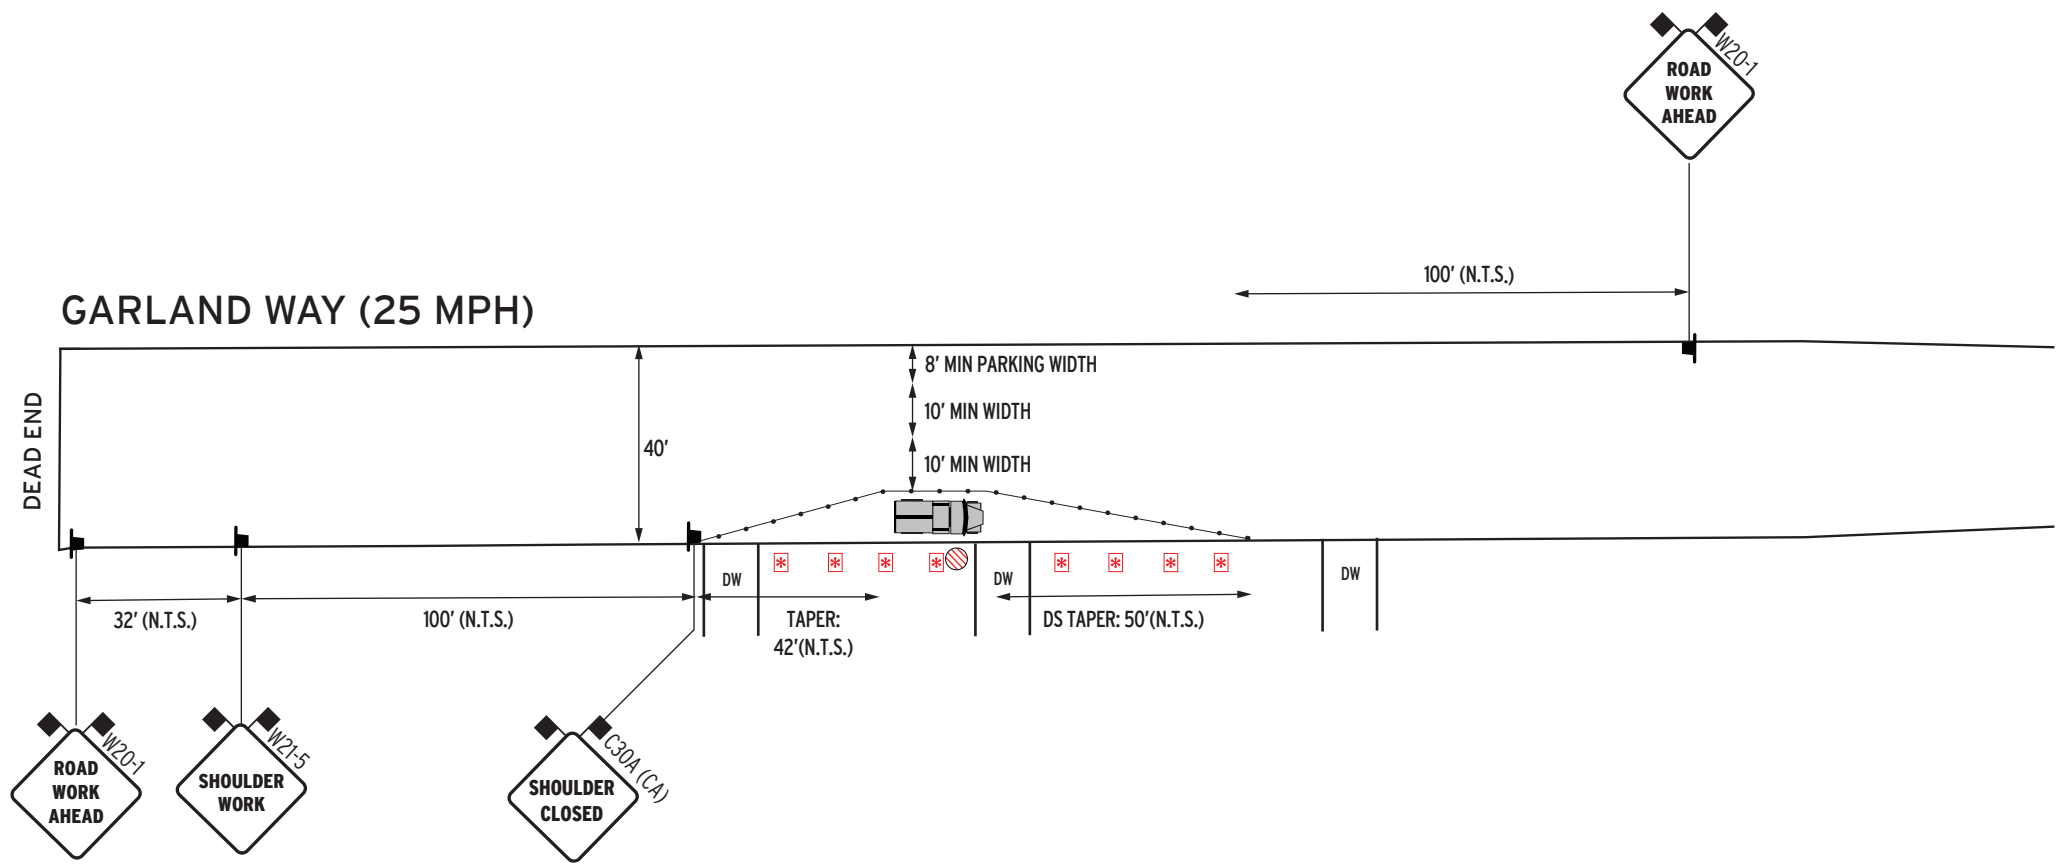 W20-1
ROAD
WORK
AHEAD
100' (N.T.S.)
GARLAND WAY (25 MPH)
8' MIN PARKING WIDTH
10' MIN WIDTH
DEAD END
40'
10' MIN WIDTH
* * * * * * * *
DW
DW
DW
32' (N.T.S.)
100' (N.T.S.)
TAPER:
42'(N.T.S.)
DS TAPER: 50'(N.T.S.)
W20-1
ROAD
WORK
AHEAD
W21-5
SHOULDER
WORK
C30A (CA)
SHOULDER
CLOSED